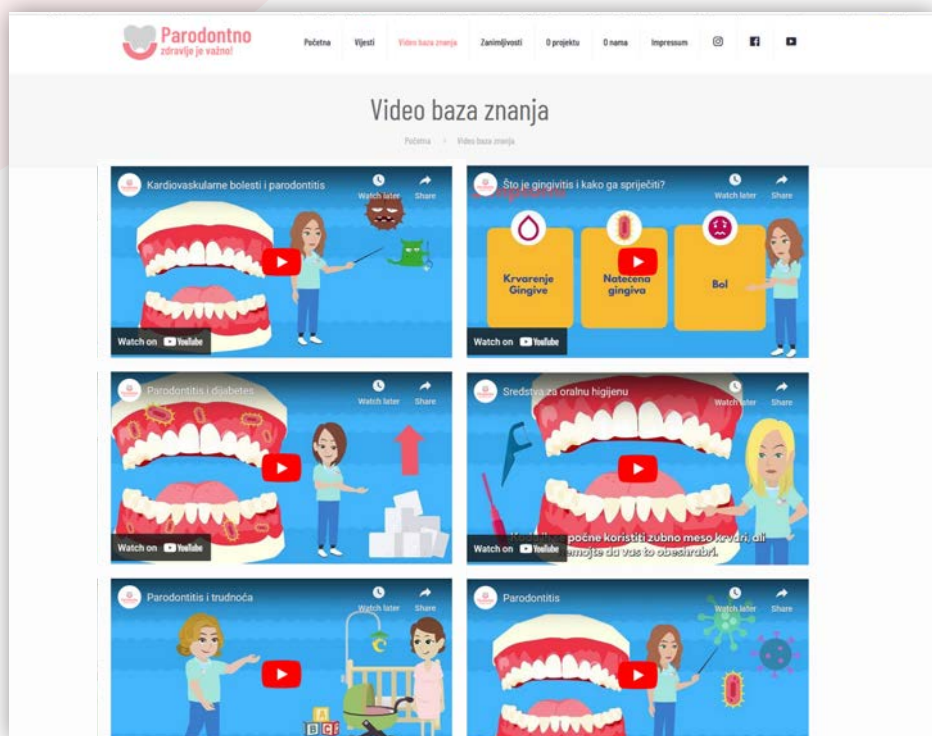 Parodontno
zdravlje je važno!
Početna Vijesti Video baza znanja Zanimljivosti O projektu O nama Impressum
Video baza znanja
Početna Video baza znanja
Kardiovaskularne bolesti i parodontitis
Watch later Share
Watch on YouTube
Što je gingivitis i kako ga spriječiti?
Watch later Share
Krvarenje
Gingive
Natečena
gingiva
Bol
Watch on YouTube
Parodontitis i dijabetes
Watch later Share
Watch on YouTube
Sredstva za oralnu higijenu
Watch later Share
počne koristiti zubno meso krvari, ali
nemojte da vas to obeshrabri.
Watch on YouTube
Parodontitis i trudnoća
Watch later Share
A
B C
Parodontitis
Watch later Share